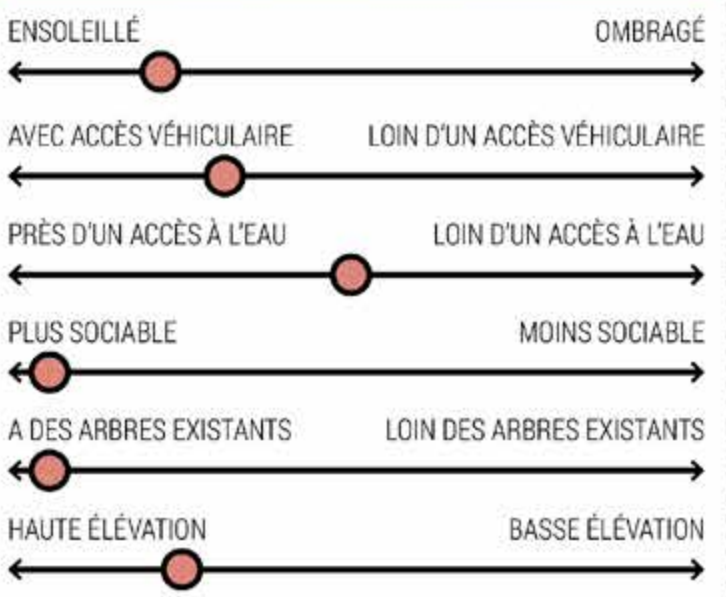 ENSOLEILLÉ OMBRAGÉ
AVEC ACCÈS VÉHICULAIRE LOIN D'UN ACCÈS VÉHICULAIRE
PRÈS D'UN ACCÈS À L'EAU LOIN D'UN ACCÈS À L'EAU
PLUS SOCIABLE MOINS SOCIABLE
A DES ARBRES EXISTANTS LOIN DES ARBRES EXISTANTS
HAUTE ÉLÉVATION BASSE ÉLÉVATION